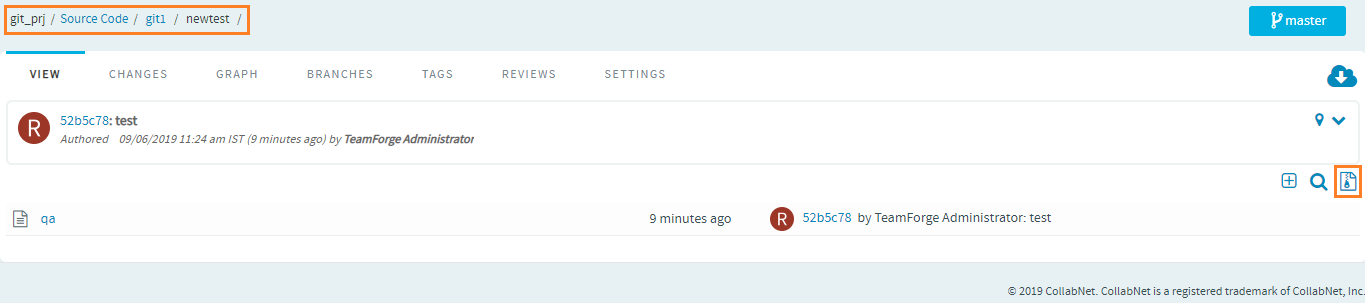 git_prj / Source Code / git1 / newtest /
master
VIEW CHANGES GRAPH BRANCHES TAGS REVIEWS SETTINGS
R
52b5c78: test
Authored 09/06/2019 11:24 am IST (9 minutes ago) by TeamForge Administrator
qa 9 minutes ago R 52b5c78 by TeamForge Administrator: test
© 2019 CollabNet. CollabNet is a registered trademark of CollabNet, Inc.